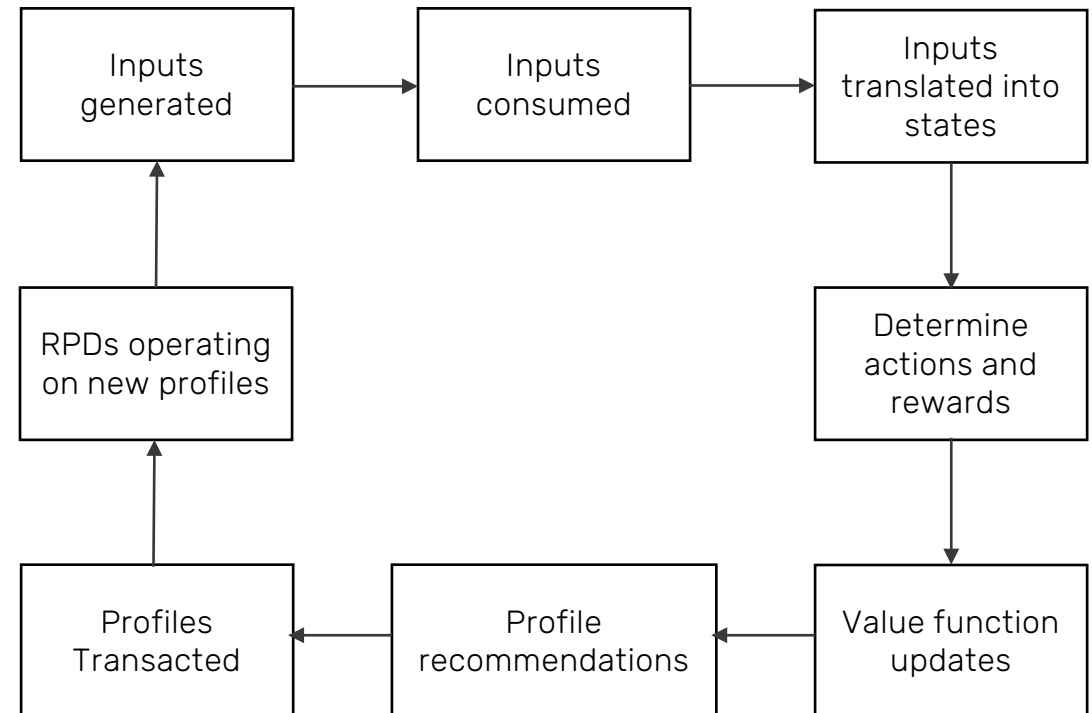 Inputs
generated
Inputs
consumed
Inputs
translated into
states
RPDs operating
on new profiles
Determine
actions and
rewards
Profiles
Transacted
Profile
recommendations
Value function
updates